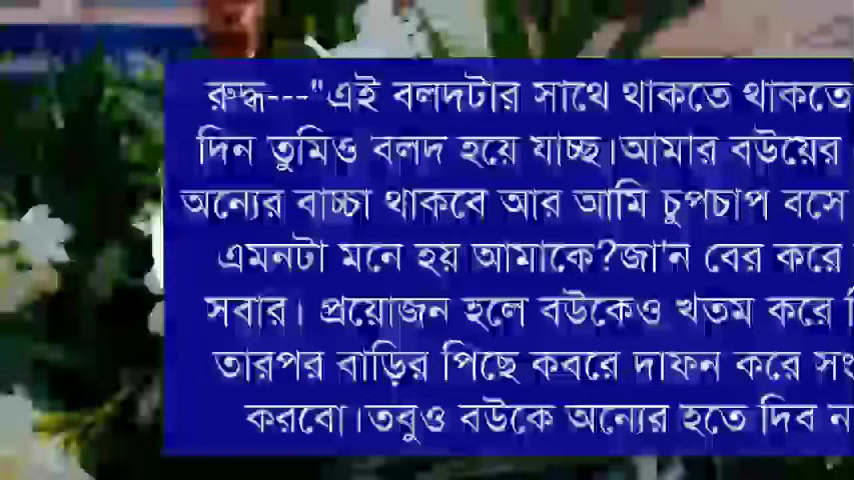 রুদ্ধ---"এই বলদটার সাথে থাকতে থাকতে
দিন তুমিও বলদ হয়ে যাচ্ছ।আমার বউয়ের
অন্যের বাচ্চা থাকবে আর আমি চুপচাপ বসে
এমনটা মনে হয় আমাকে?জা'ন বের করে
সবার। প্রয়োজন হলে বউকেও খতম করে
তারপর বাড়ির পিছে কবরে দাফন করে
করবো।তবুও বউকে অন্যের হতে দিব